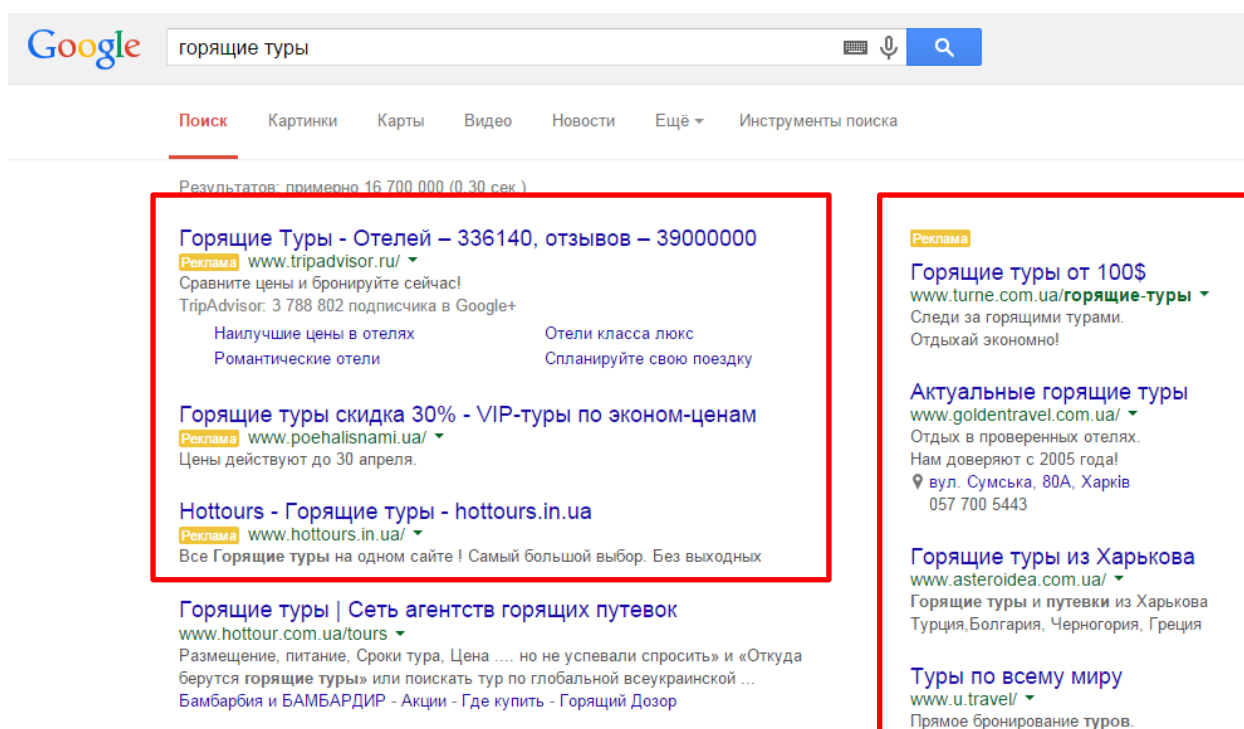 Google
горящие туры
Поиск Картинки Карты Видео Новости Ещё Инструменты поиска
Результатов: примерно 16 700 000 (0,30 сек.)
Горящие Туры - Отелей – 336140, отзывов – 39000000
Реклама www.tripadvisor.ru/
Сравните цены и бронируйте сейчас!
TripAdvisor: 3 788 802 подписчика в Google+
Наилучшие цены в отелях Отели класса люкс
Романтические отели Спланируйте свою поездку
Горящие туры скидка 30% - VIP-туры по эконом-ценам
Реклама www.poehalisnami.ua/
Цены действуют до 30 апреля.
Hottours - Горящие туры - hottours.in.ua
Реклама www.hottours.in.ua/
Все Горящие туры на одном сайте ! Самый большой выбор. Без выходных
Горящие туры | Сеть агентств горящих путевок
www.hottour.com.ua/tours
Размещение, питание, Сроки тура, Цена .... но не успевали спросить» и «Откуда
берутся горящие туры» или поискать тур по глобальной всеукраинской ...
Бамбарбия и БАМБАРДИР - Акции - Где купить - Горящий Дозор
Реклама
Горящие туры от 100$
www.turne.com.ua/горящие-туры
Следи за горящими турами.
Отдыхай экономно!
Актуальные горящие туры
www.goldentravel.com.ua/
Отдых в проверенных отелях.
Нам доверяют с 2005 года!
вул. Сумська, 80А, Харків
057 700 5443
Горящие туры из Харькова
www.asteroidea.com.ua/
Горящие туры и путевки из Харькова
Турция,Болгария, Черногория, Греция
Туры по всему миру
www.u.travel/
Прямое бронирование туров.